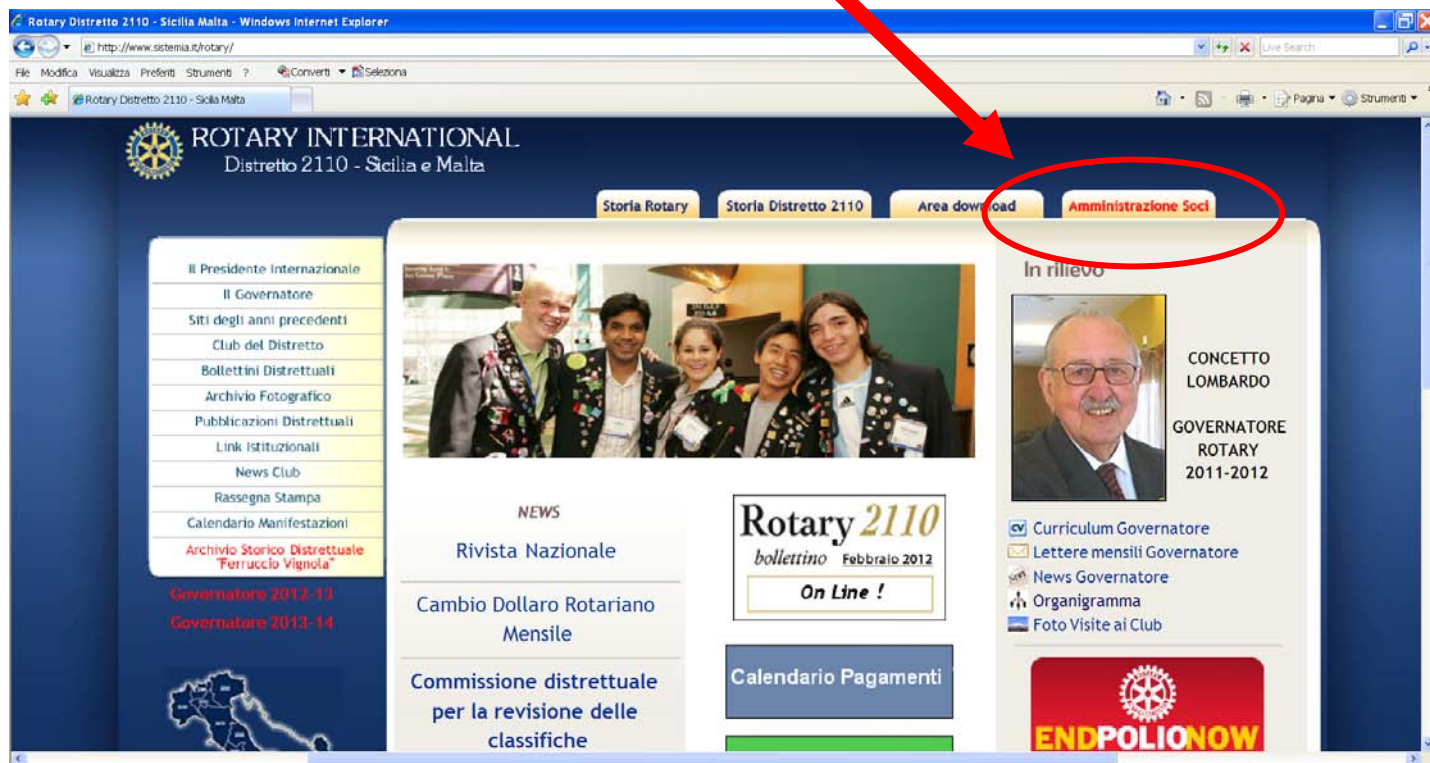 Rotary Distretto 2110 - Sicilia Malta - Windows Internet Explorer
http://www.sistemia.it/rotary/
Live Search
File Modifica Visualizza Preferiti Strumenti ? Converti Seleziona
Rotary Distretto 2110 - Sicilia Malta
Pagina Strumenti
ROTARY INTERNATIONAL
Distretto 2110 - Sicilia e Malta
Storia Rotary Storia Distretto 2110 Area download Amministrazione Soci
Il Presidente Internazionale
Il Governatore
Siti degli anni precedenti
Club del Distretto
Bollettini Distrettuali
Archivio Fotografico
Pubblicazioni Distrettuali
Link Istituzionali
News Club
Rassegna Stampa
Calendario Manifestazioni
Archivio Storico Distrettuale
"Ferruccio Vignola"
Governatore 2012-13
Governatore 2013-14
NEWS
Rivista Nazionale
Cambio Dollaro Rotariano
Mensile
Commissione distrettuale
per la revisione delle
classifiche
Rotary 2110
bollettino Febbraio 2012
On Line !
Calendario Pagamenti
In rilievo
CONCETTO
LOMBARDO
GOVERNATORE
ROTARY
2011-2012
CV Curriculum Governatore
Lettere mensili Governatore
News Governatore
Organigramma
Foto Visite ai Club
ENDPOLIONOW